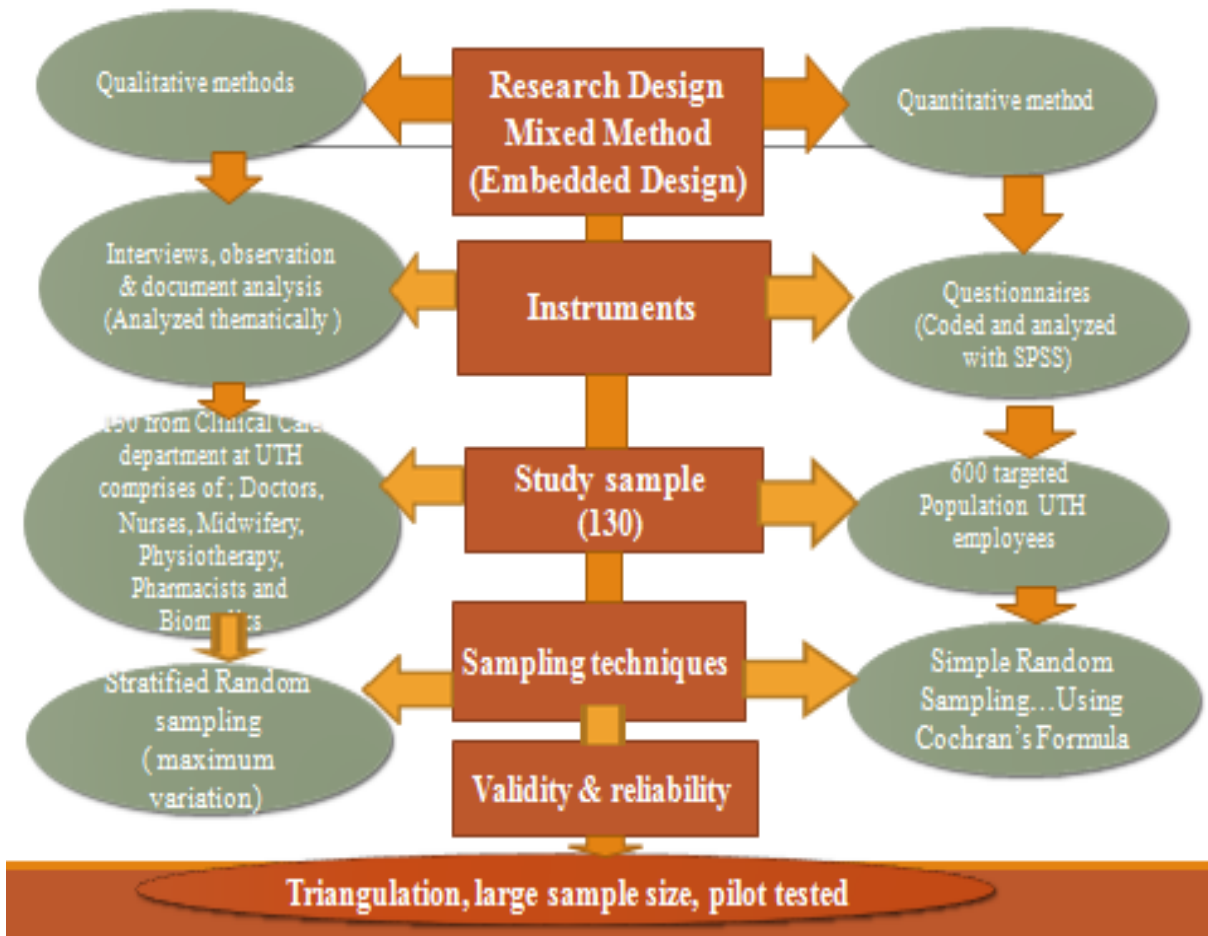 Qualitative methods
Research Design
Mixed Method
(Embedded Design)
Quantitative method
Interviews, observation
& document analysis
(Analyzed thematically )
Instruments
Questionnaires
(Coded and analyzed
with SPSS)
from Clinical Care
department at UTH
comprises of ; Doctors,
Nurses, Midwifery,
Physiotherapy,
Pharmacists and
Study sample
(130)
600 targeted
Population UTH
employees
Stratified Random
sampling
( maximum
variation)
Sampling techniques
Simple Random
Sampling...Using
Cochran's Formula
Validity & reliability
Triangulation, large sample size, pilot tested